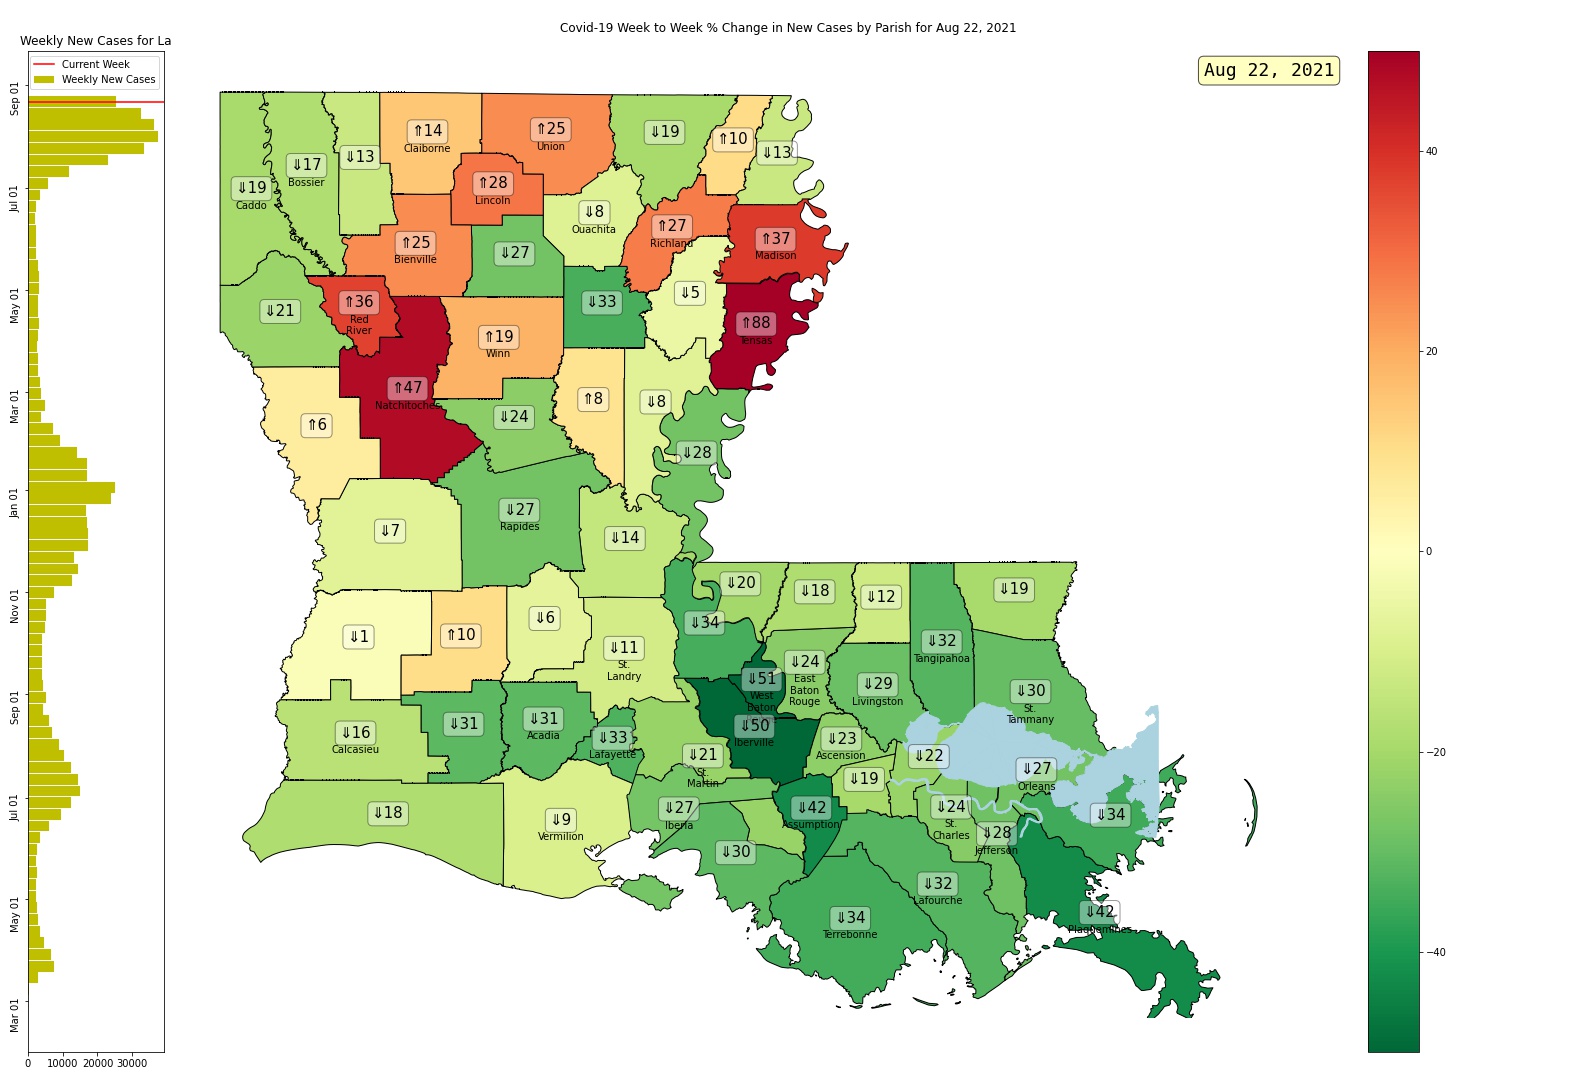 Covid-19 Week to Week % Change in New Cases by Parish for Aug 22, 2021
Weekly New Cases for La
Current Week
Weekly New Cases
Aug 22, 2021
Sep 01
Jul 01
May 01
Mar 01
Jan 01
Nov 01
Sep 01
Jul 01
May 01
Mar 01
0 10000 20000 30000
⇓19
Caddo
⇓17
Bossier
⇓13
⇑14
Claiborne
⇑25
Union
⇓19
⇑10
⇓13
⇑28
Lincoln
⇓8
Ouachita
⇑27
Richland
⇑37
Madison
⇑25
Bienville
⇓27
⇓21
⇑36
Red
River
⇓33
⇓5
⇑88
Tensas
⇑19
Winn
⇑47
Natchitoches
⇑6
⇓24
⇑8
⇓8
⇓28
⇓7
⇓27
Rapides
⇓14
⇓1
⇑10
⇓6
⇓11
St.
Landry
⇓34
⇓20
⇓18
⇓12
⇓32
Tangipahoa
⇓19
⇓51
West
Baton
⇓24
East
Baton
Rouge
⇓29
Livingston
⇓30
St.
Tammany
⇓16
Calcasieu
⇓31
⇓31
Acadia
⇓33
Lafayette
⇓21
St.
Martin
⇓50
Iberville
⇓23
Ascension
⇓22
⇓19
⇓27
Orleans
⇓18
⇓9
Vermilion
⇓27
Iberia
⇓42
Assumption
⇓24
St.
Charles
⇓28
Jefferson
⇓34
⇓30
⇓32
Lafourche
⇓34
Terrebonne
⇓42
Plaquemines
40
20
0
−20
−40